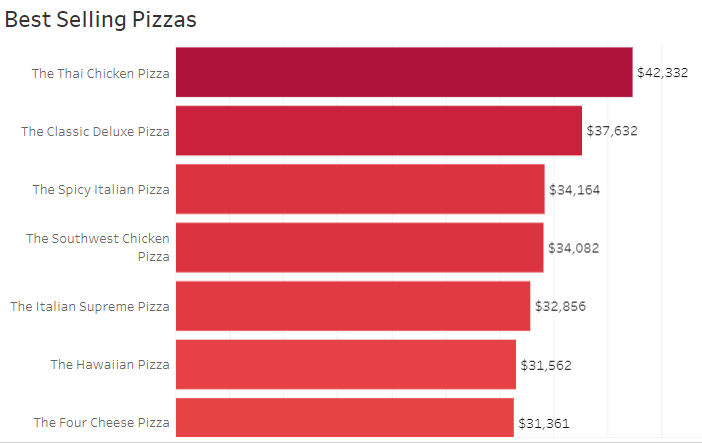 Best Selling Pizzas
The Thai Chicken Pizza $42,332
The Classic Deluxe Pizza $37,632
The Spicy Italian Pizza $34,164
The Southwest Chicken
Pizza $34,082
The Italian Supreme Pizza $32,856
The Hawaiian Pizza $31,562
The Four Cheese Pizza $31,361